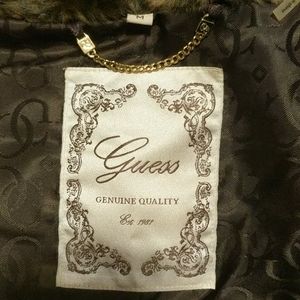 M
Guess
GENUINE QUALITY
Est. 1981